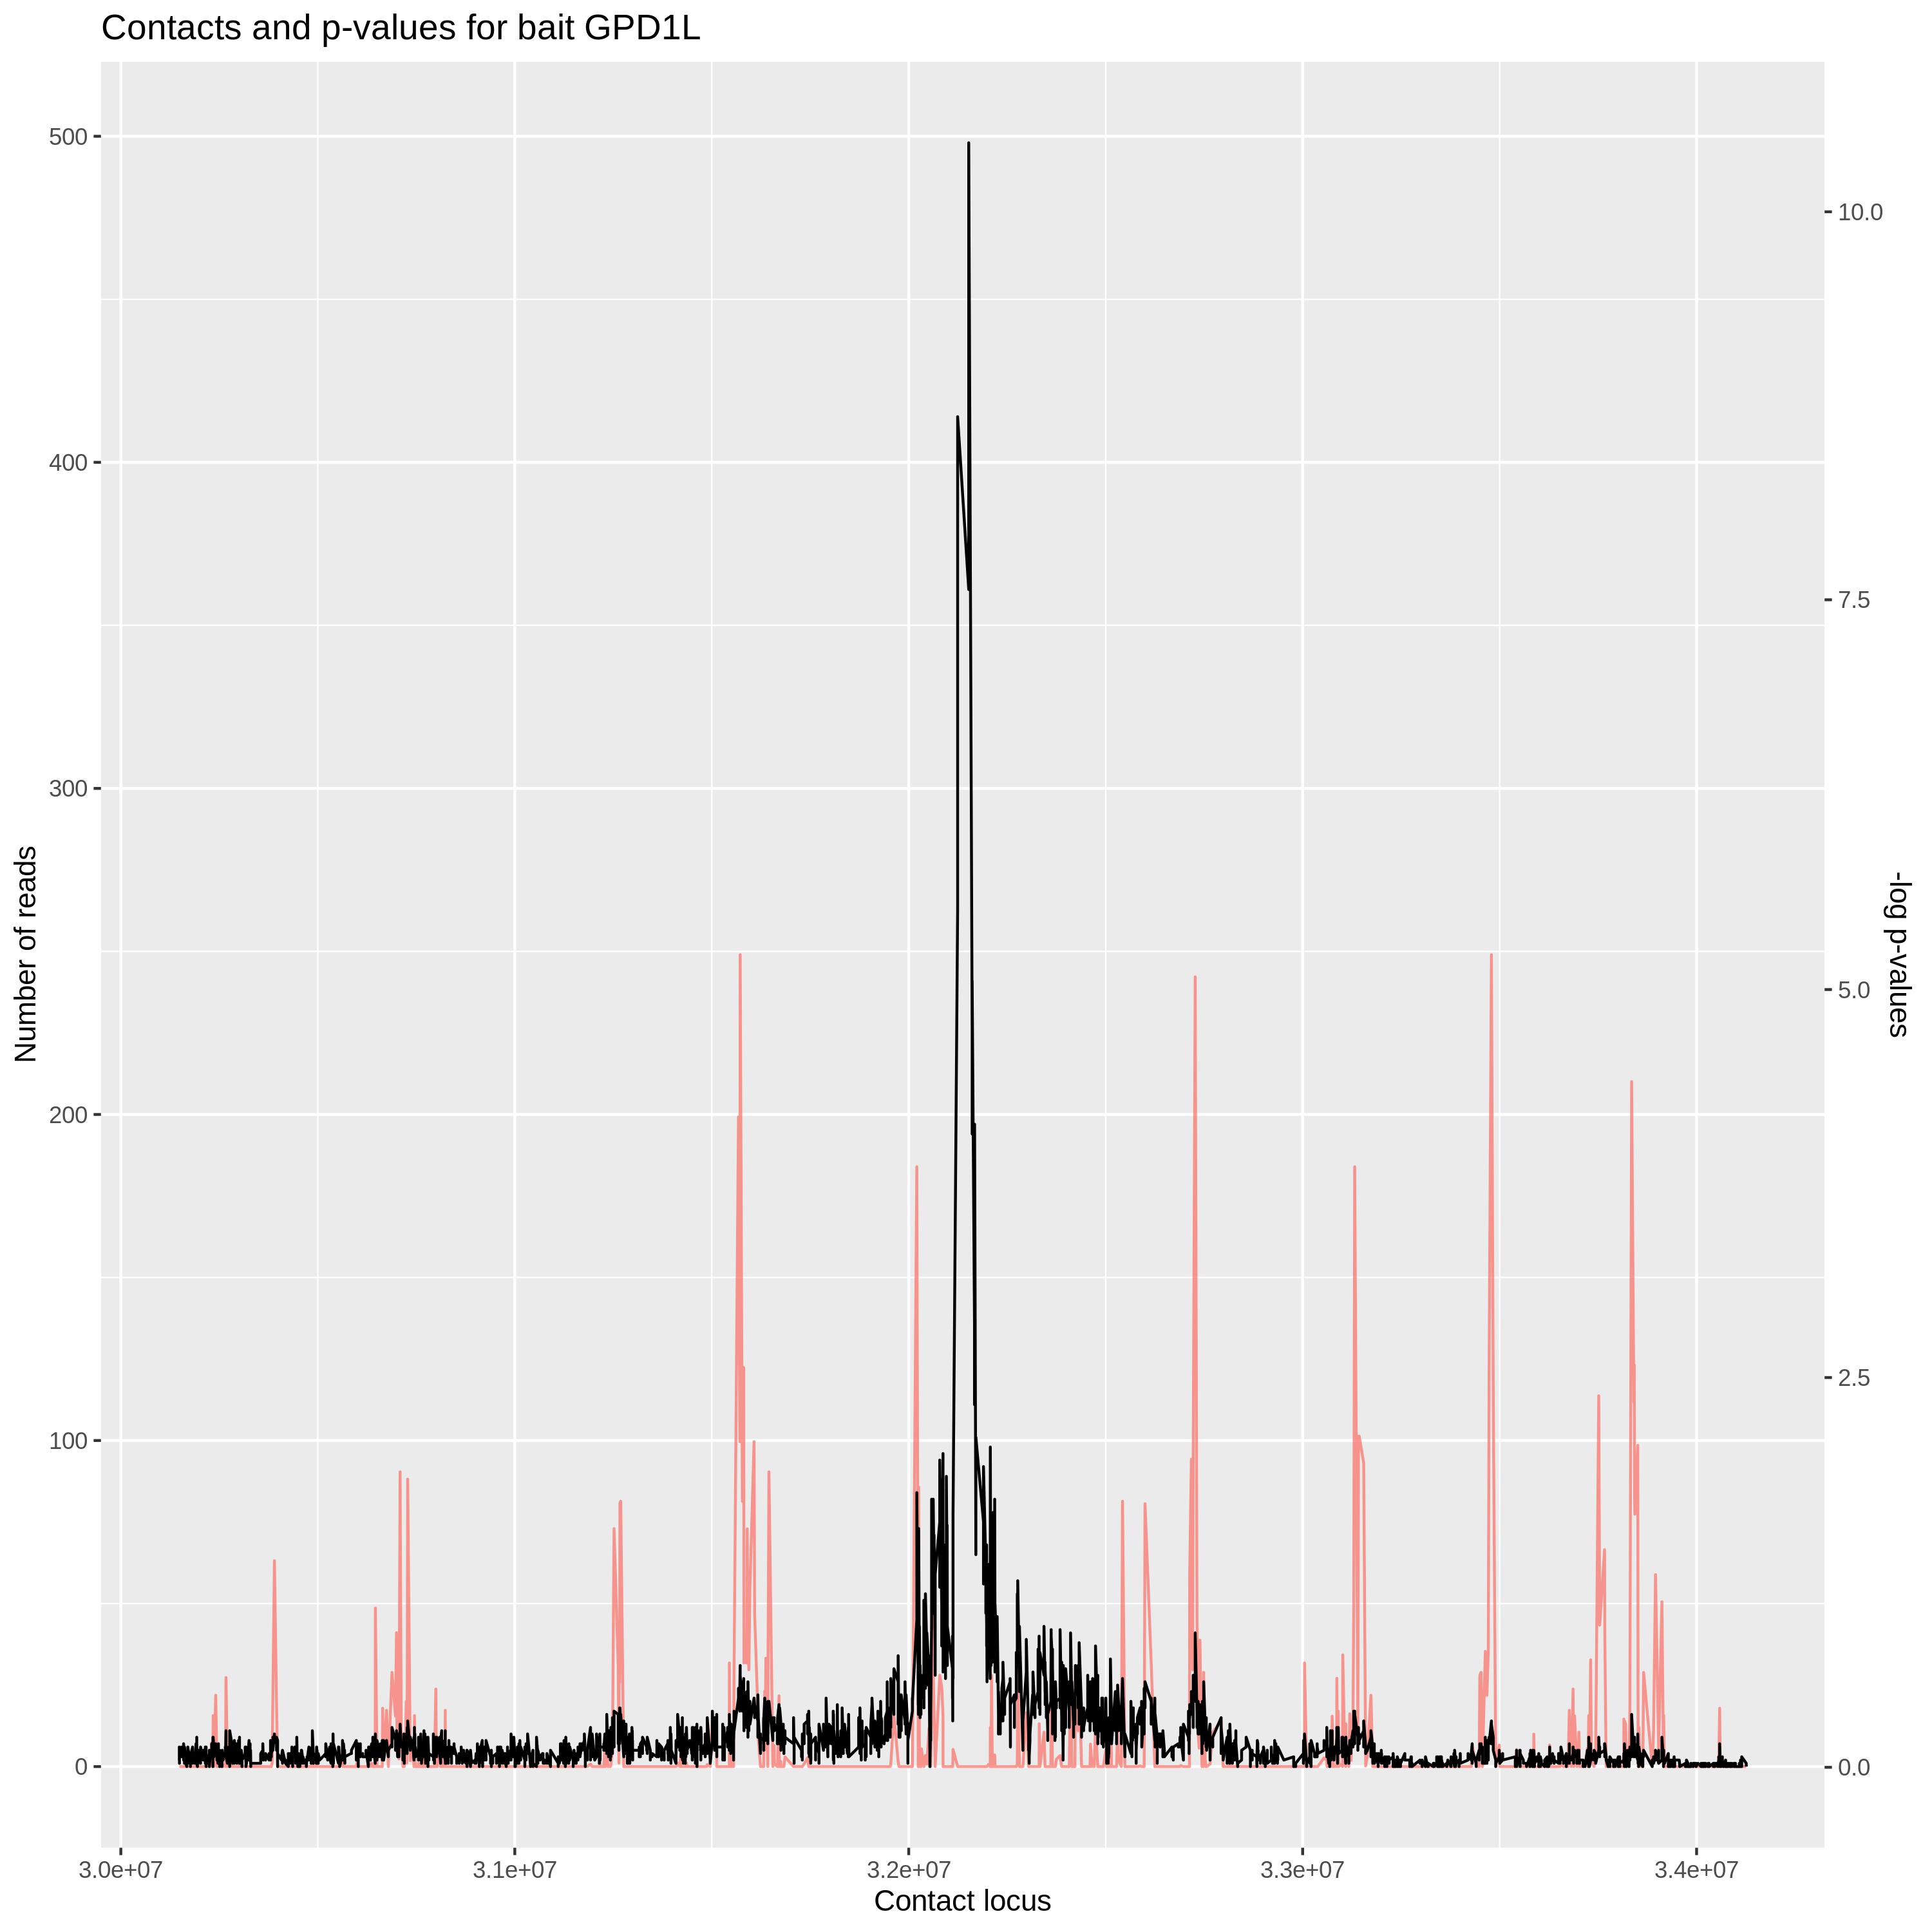 Contacts and p-values for bait GPD1L
500
400
300
200
100
0
Number of reads
10.0
7.5
5.0
2.5
0.0
-log p-values
3.0e+07 3.1e+07 3.2e+07 3.3e+07 3.4e+07
Contact locus